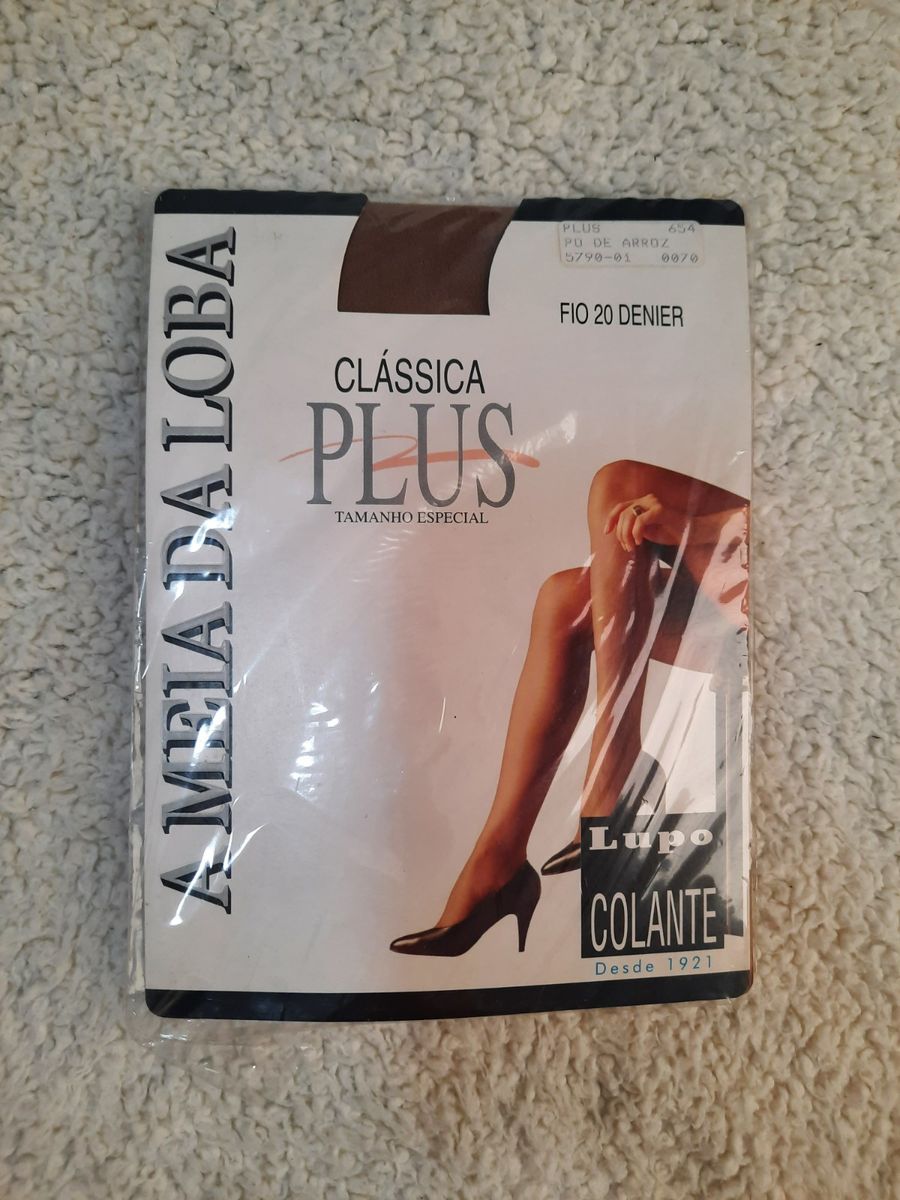 A MEIA DA LOBA
PLUS 654
PO DE ARROZ
5790-01 0070
FIO 20 DENIER
CLÁSSICA
PLUS
TAMANHO ESPECIAL
Lupo
COLANTE
Desde 1921